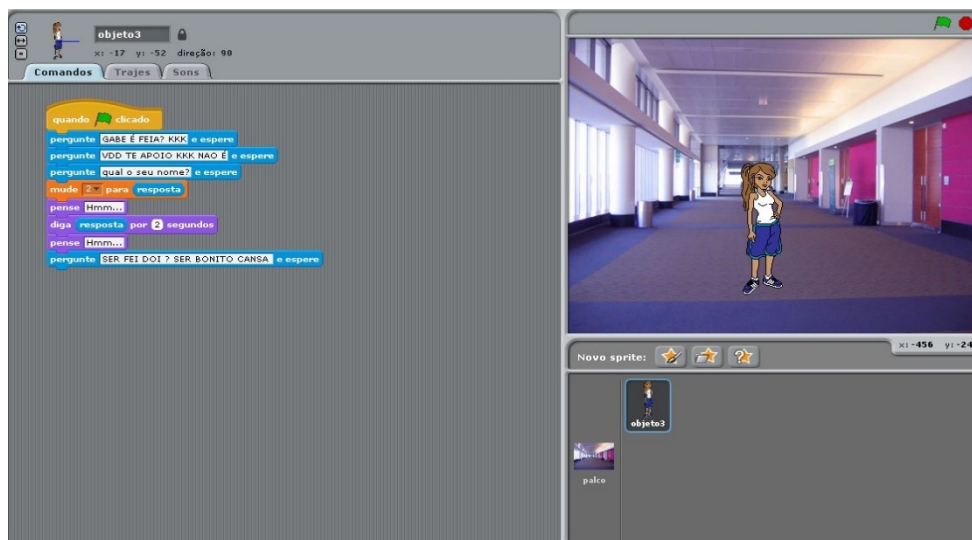 objeto3
x: -17 y: -52 direção: 90
Comandos Trajes Sons
quando clicado
pergunte GABE É FEIA? KKK e espere
pergunte VDD TE APOIO KKK NAO É e espere
pergunte qual o seu nome? e espere
mude 2 para resposta
pense Hmm...
diga resposta por 2 segundos
pense Hmm...
pergunte SER FEI DOI ? SER BONITO CANSA e espere
x: -456 y: -24
Novo sprite:
objeto3
palco